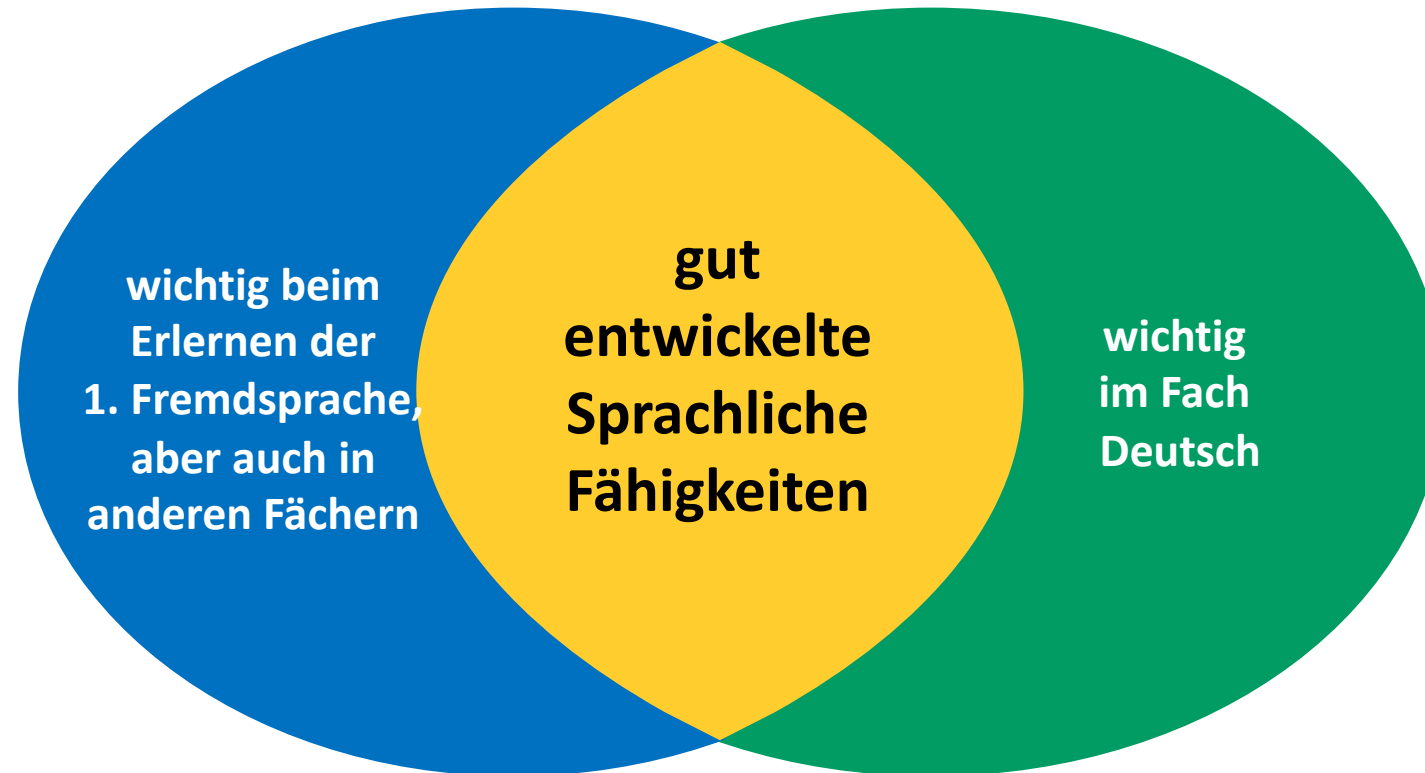 wichtig beim
Erlernen der
1. Fremdsprache,
aber auch in
anderen Fächern
gut
entwickelte
Sprachliche
Fähigkeiten
wichtig
im Fach
Deutsch